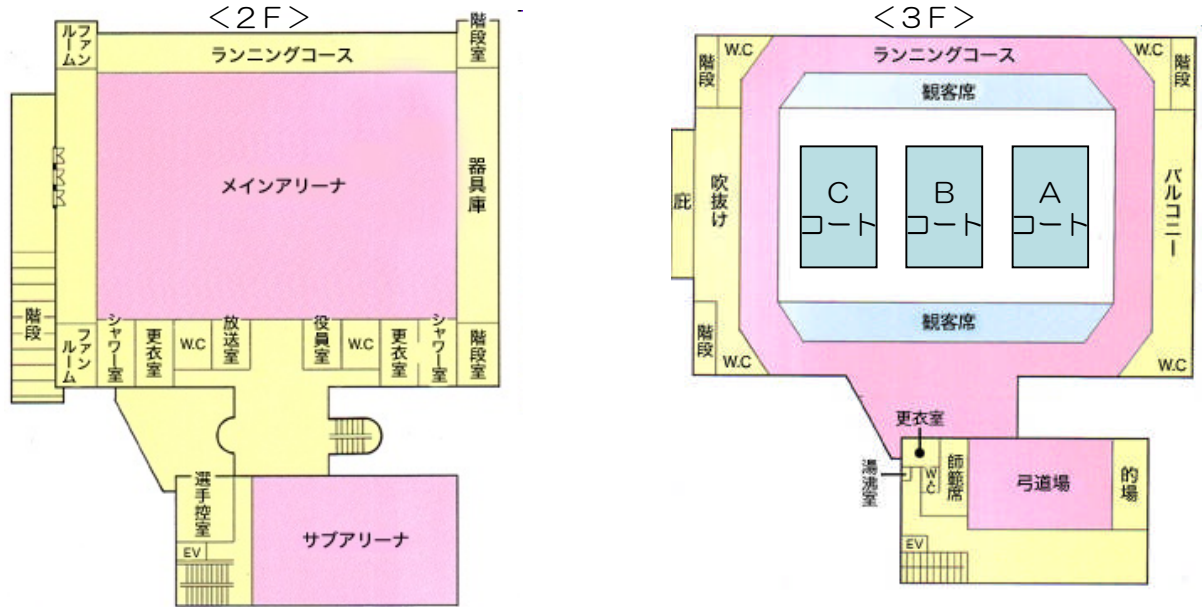 <2F>
ファンルーム
ランニングコース
階段室
メインアリーナ
器具庫
階段
ファンルーム
シャワー室
更衣室
W.C
放送室
役員室
W.C
更衣室
シャワー室
階段室
選手控室
EV
サブアリーナ
<3F>
階段
W.C
ランニングコース
W.C
階段
観客席
庇
吹抜け
C
コート
B
コート
A
コート
バルコニー
階段
W.C
観客席
W.C
更衣室
湯沸室
W.C
師範席
弓道場
的場
EV